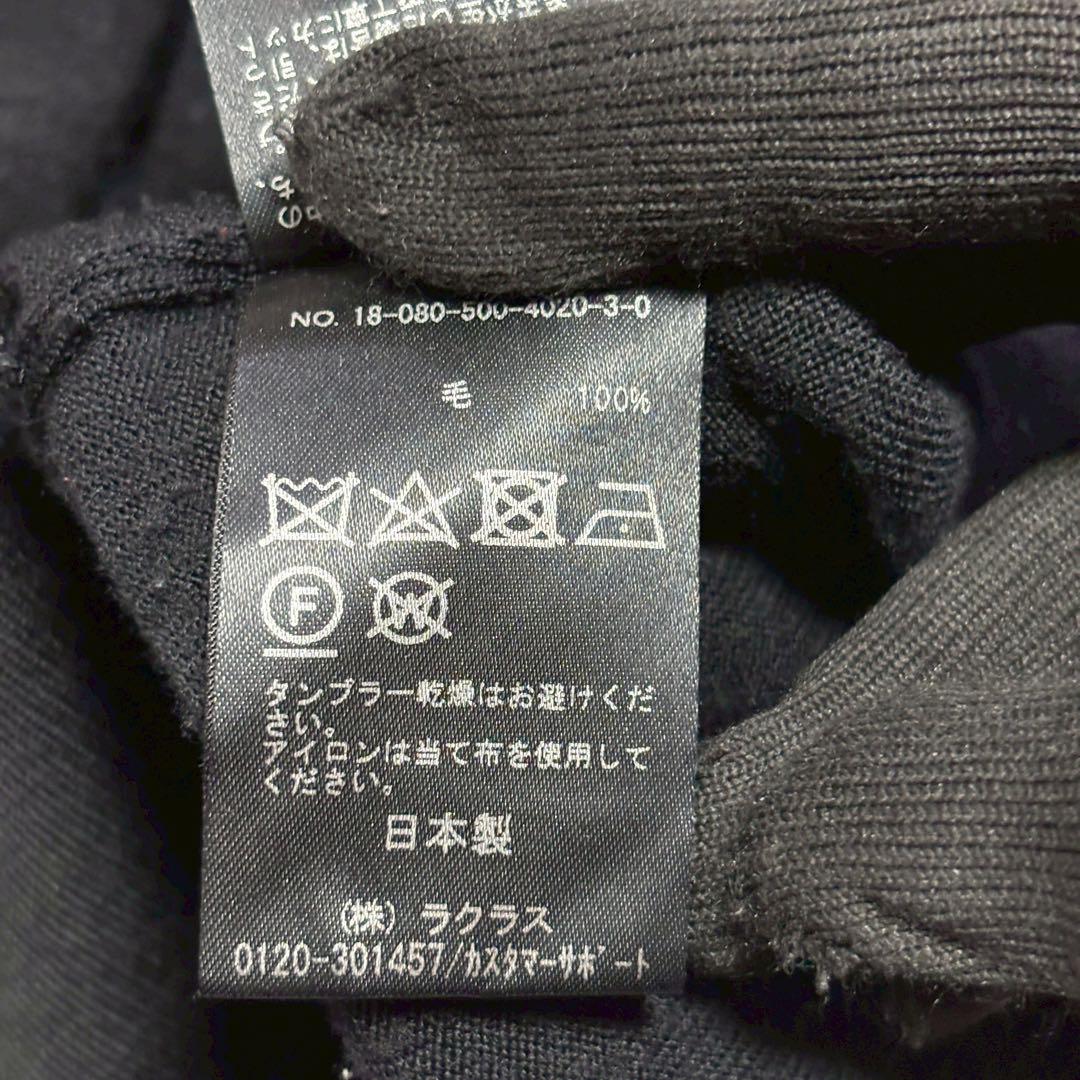 NO. 18-080-500-4020-3-0
毛 100%
F
W
タンブラー乾燥はお避けくだ
さい。
アイロンは当て布を使用して
ください。
日本製
(株) ラクラス
0120-301457/カスタマーサポート